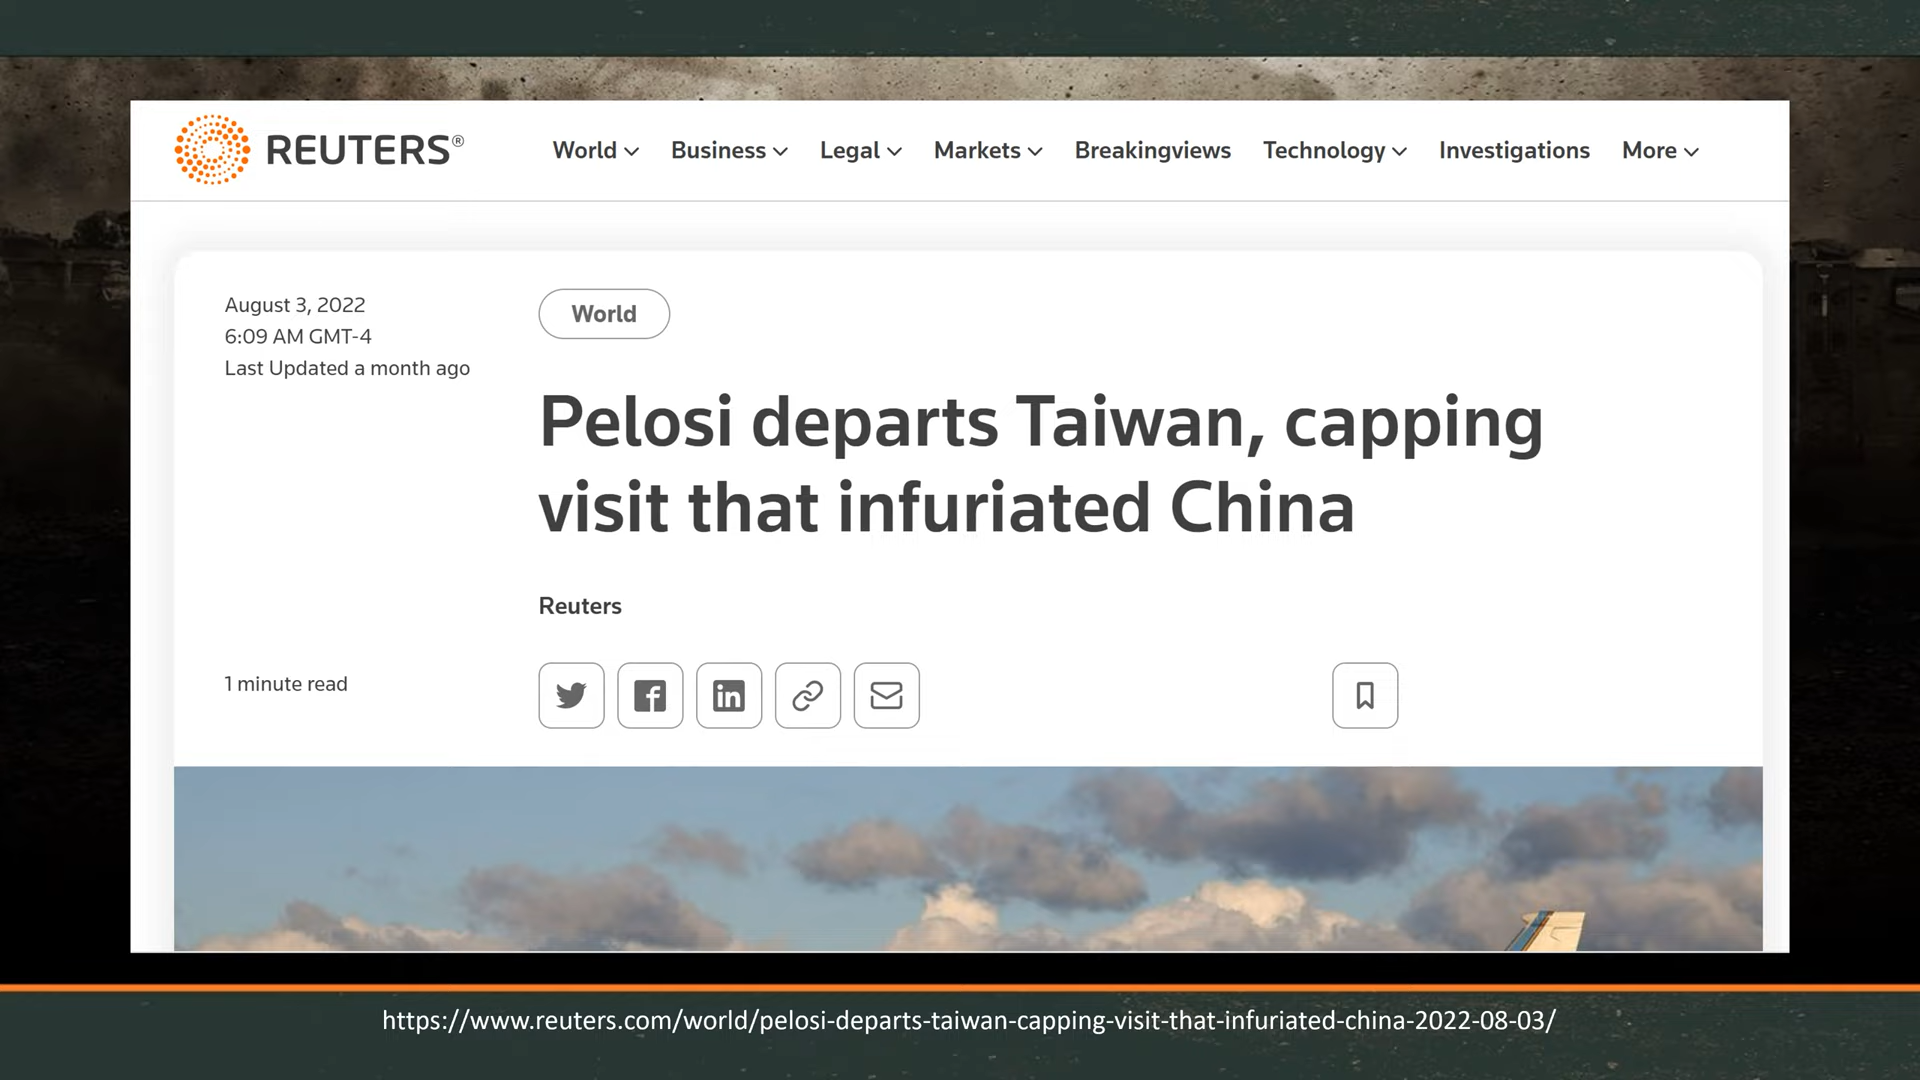 REUTERS®
World Business Legal Markets Breakingviews Technology Investigations More
August 3, 2022
6:09 AM GMT-4
Last Updated a month ago
World
Pelosi departs Taiwan, capping
visit that infuriated China
Reuters
1 minute read
https://www.reuters.com/world/pelosi-departs-taiwan-capping-visit-that-infuriated-china-2022-08-03/